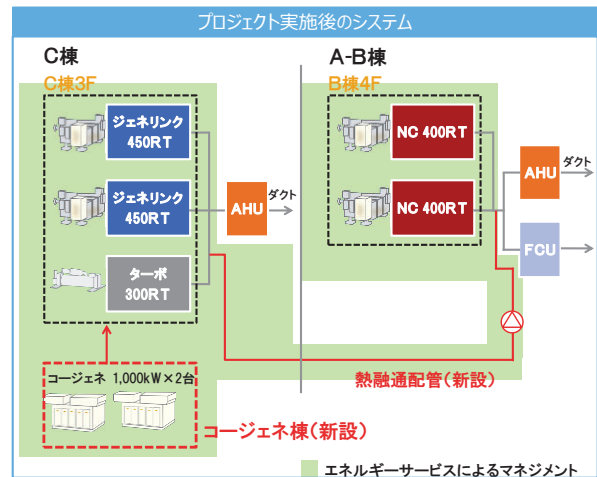 プロジェクト実施後のシステム
C棟
C棟3F
ジェネリンク
450RT
ジェネリンク
450RT
ターボ
300RT
AHU
ダクト
コージェネ 1,000kW×2台
コージェネ棟(新設)
A-B棟
B棟4F
NC 400RT
NC 400RT
AHU
ダクト
FCU
熱融通配管(新設)
エネルギーサービスによるマネジメント